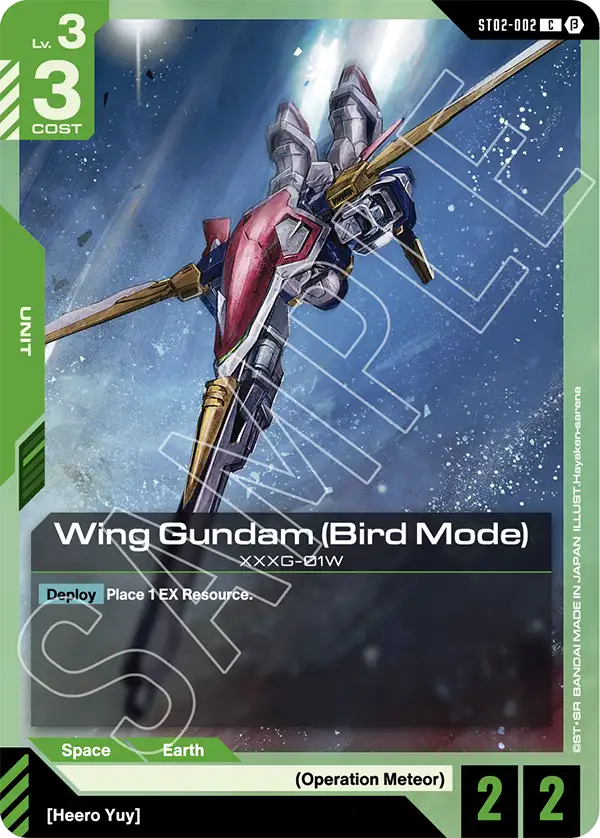 Lv. 3
3
COST
ST02-002 C β
UNIT
SAMPLE
Wing Gundam (Bird Mode)
XXXG-01W
Deploy Place 1 EX Resource.
©ST・SR BANDAI MADE IN JAPAN ILLUST.Hayaken-sarena
Space Earth
(Operation Meteor)
[Heero Yuy]
2 2